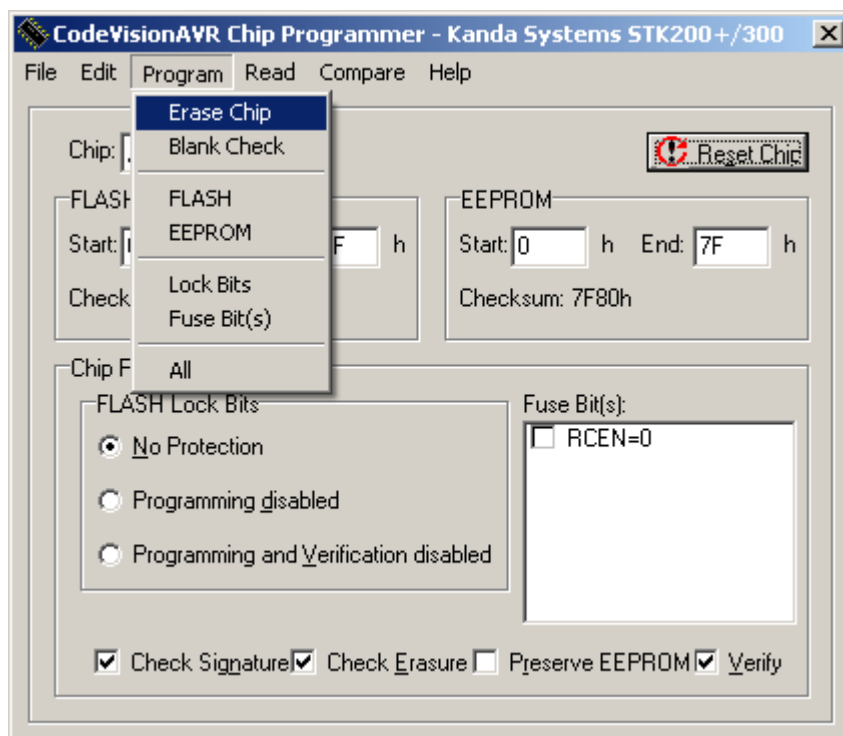 CodeVisionAVR Chip Programmer - Kanda Systems STK200+/300
File Edit Program Read Compare Help
Erase Chip
Blank Check
FLASH
EEPROM
Lock Bits
Fuse Bit(s)
All
Chip:
Reset Chip
FLASH
Start: h
Check
EEPROM
Start: 0 h End: 7F h
Checksum: 7F80h
Chip F
FLASH Lock Bits
No Protection
Programming disabled
Programming and Verification disabled
Fuse Bit(s):
RCEN=0
Check Signature Check Erasure Preserve EEPROM Verify